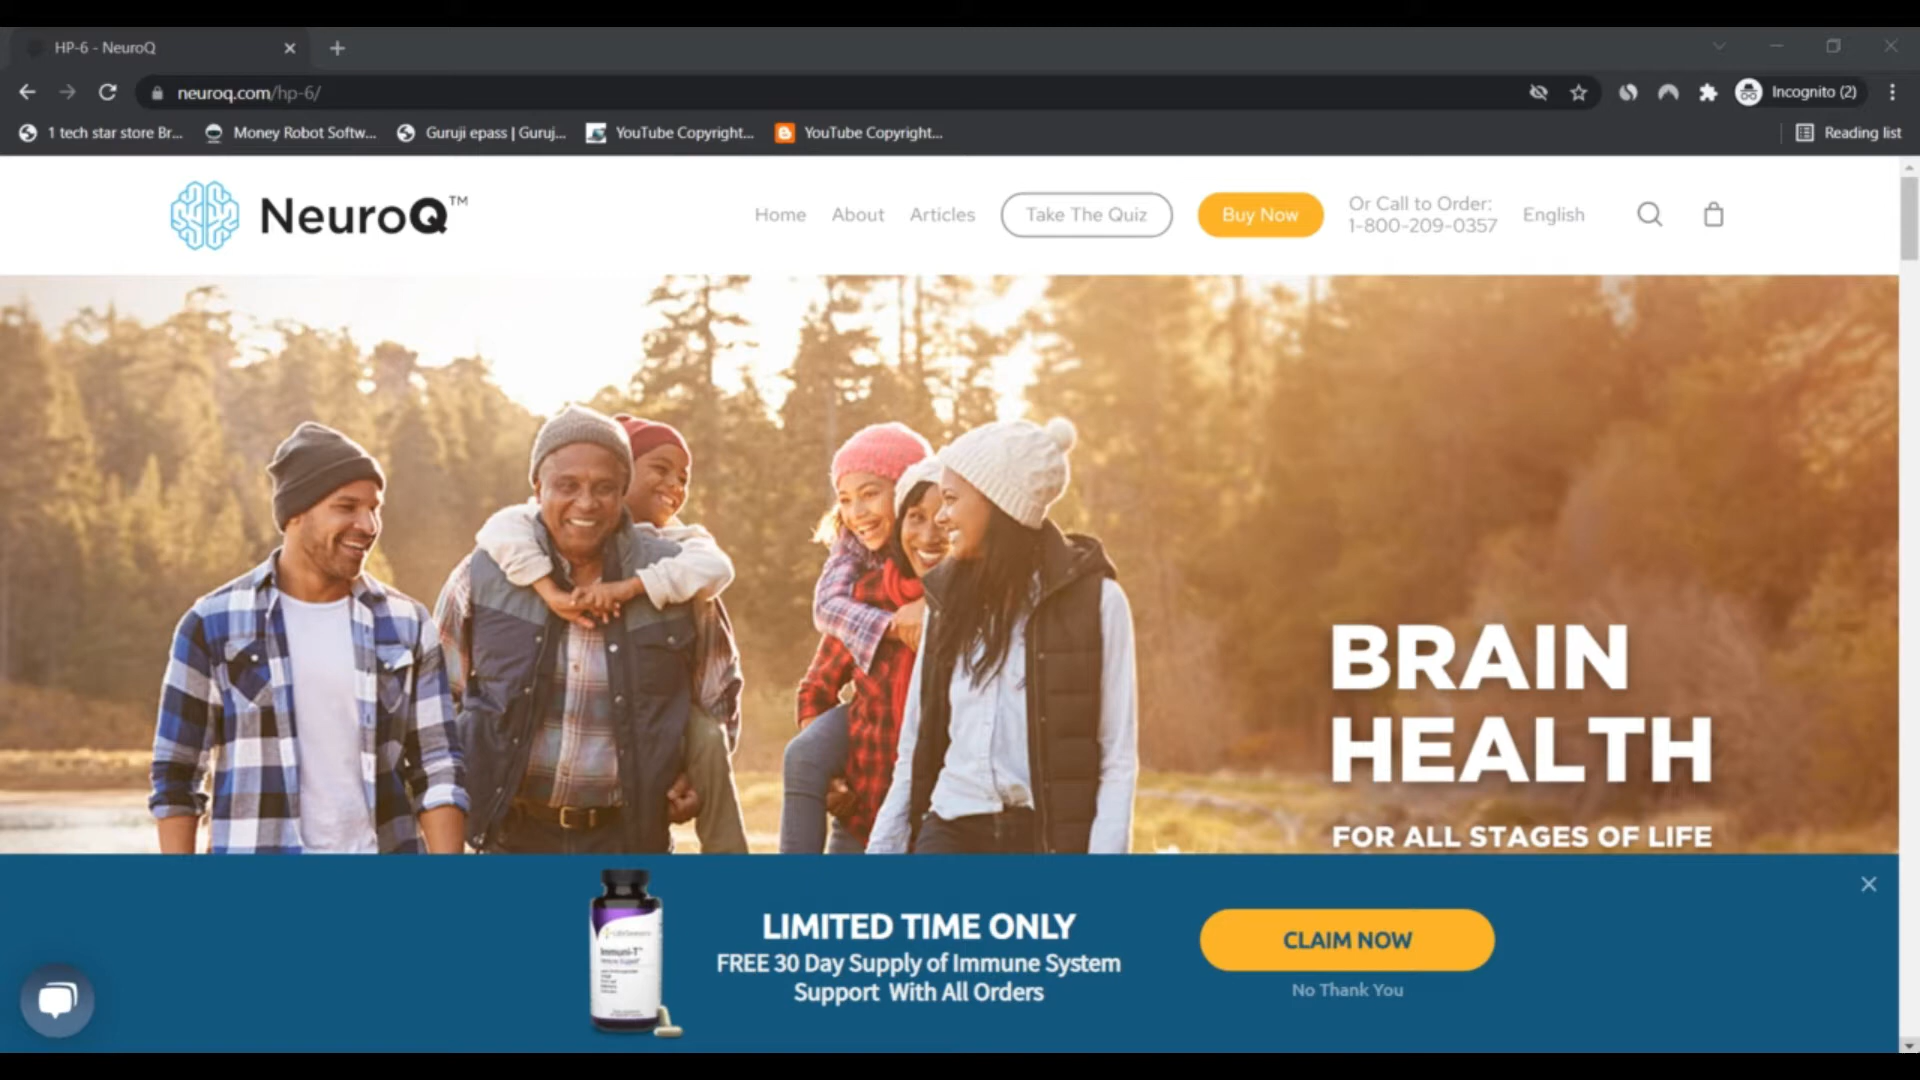 HP-6 - NeuroQ
neuroq.com/hp-6/
Incognito (2)
1 tech star store Br...
Money Robot Softw...
Guruji epass | Guruj...
YouTube Copyright...
YouTube Copyright...
Reading list
NeuroQ™
Home
About
Articles
Take The Quiz
Buy Now
Or Call to Order:
1-800-209-0357
English
BRAIN
HEALTH
FOR ALL STAGES OF LIFE
Immuni-T™
LIMITED TIME ONLY
FREE 30 Day Supply of Immune System
Support With All Orders
CLAIM NOW
No Thank You